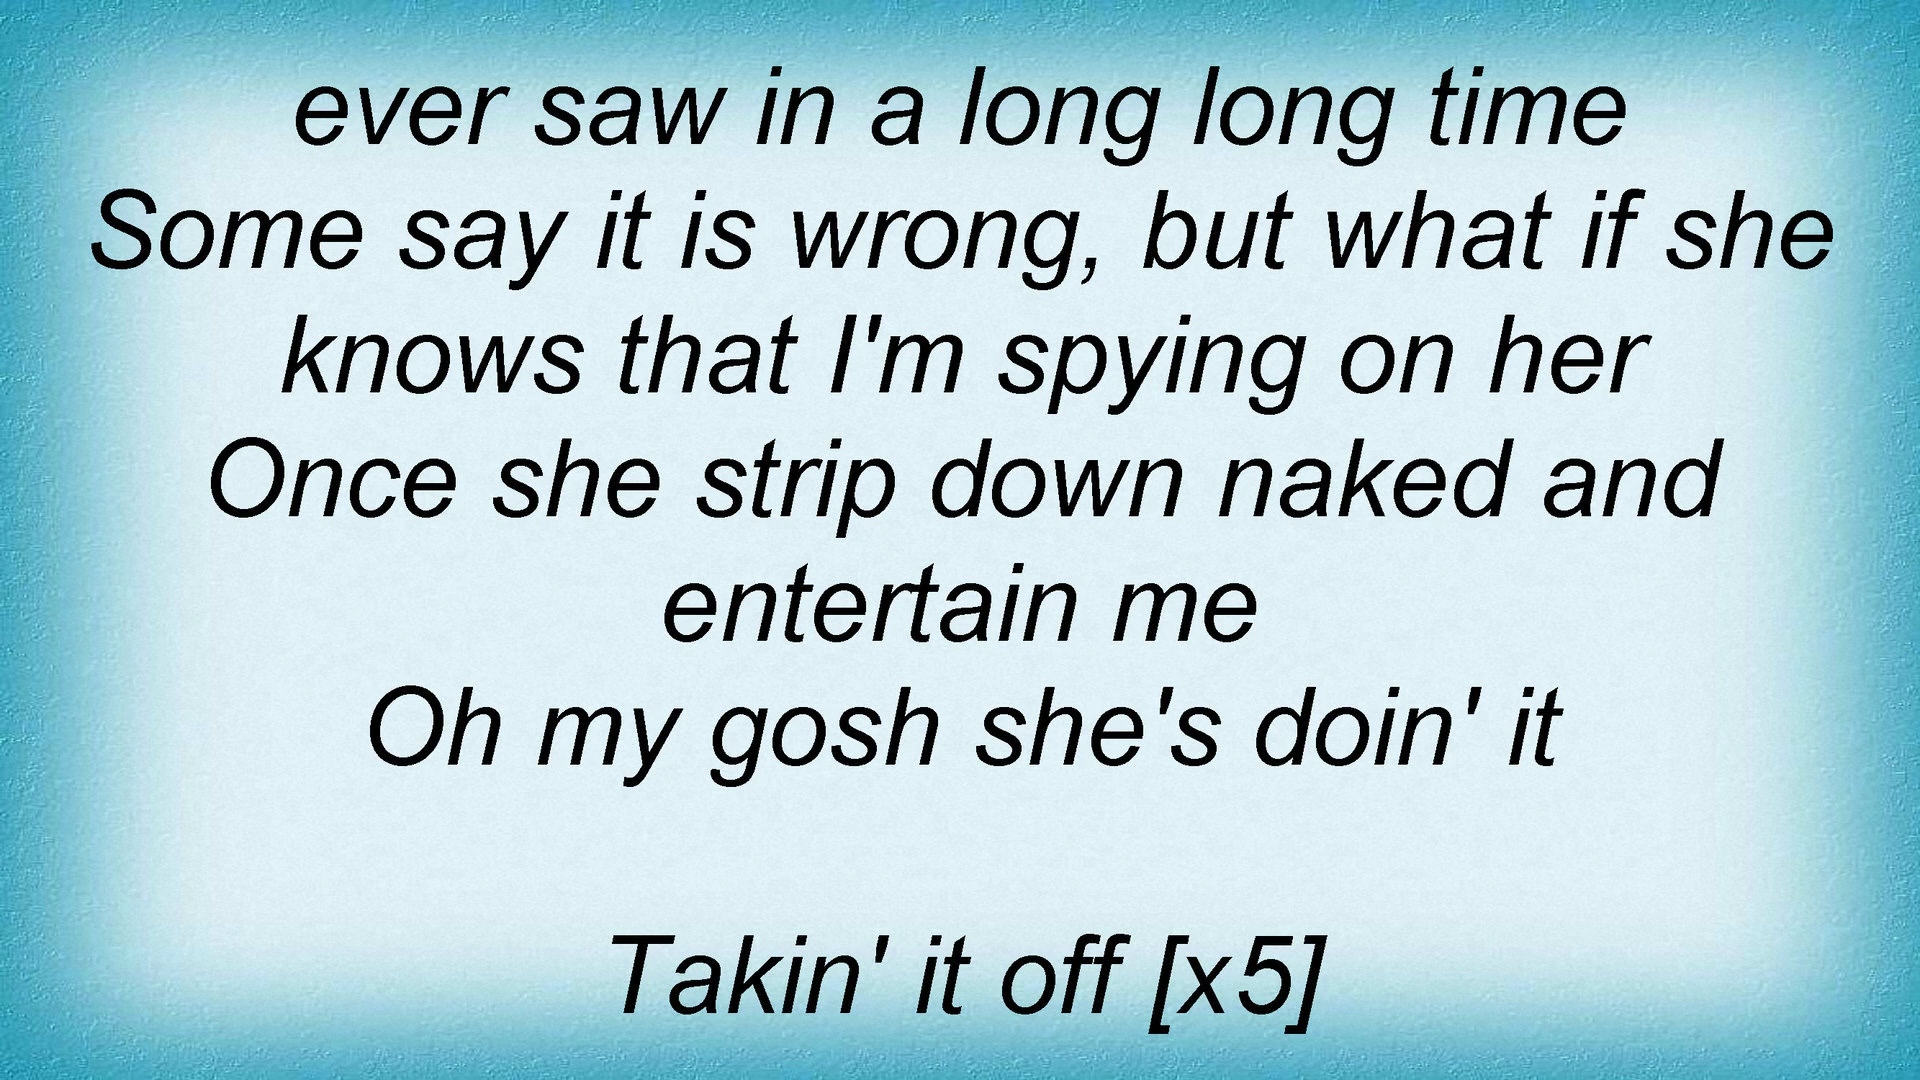 ever saw in a long long time
Some say it is wrong, but what if she
knows that I'm spying on her
Once she strip down naked and
entertain me
Oh my gosh she's doin' it
Takin' it off [x5]